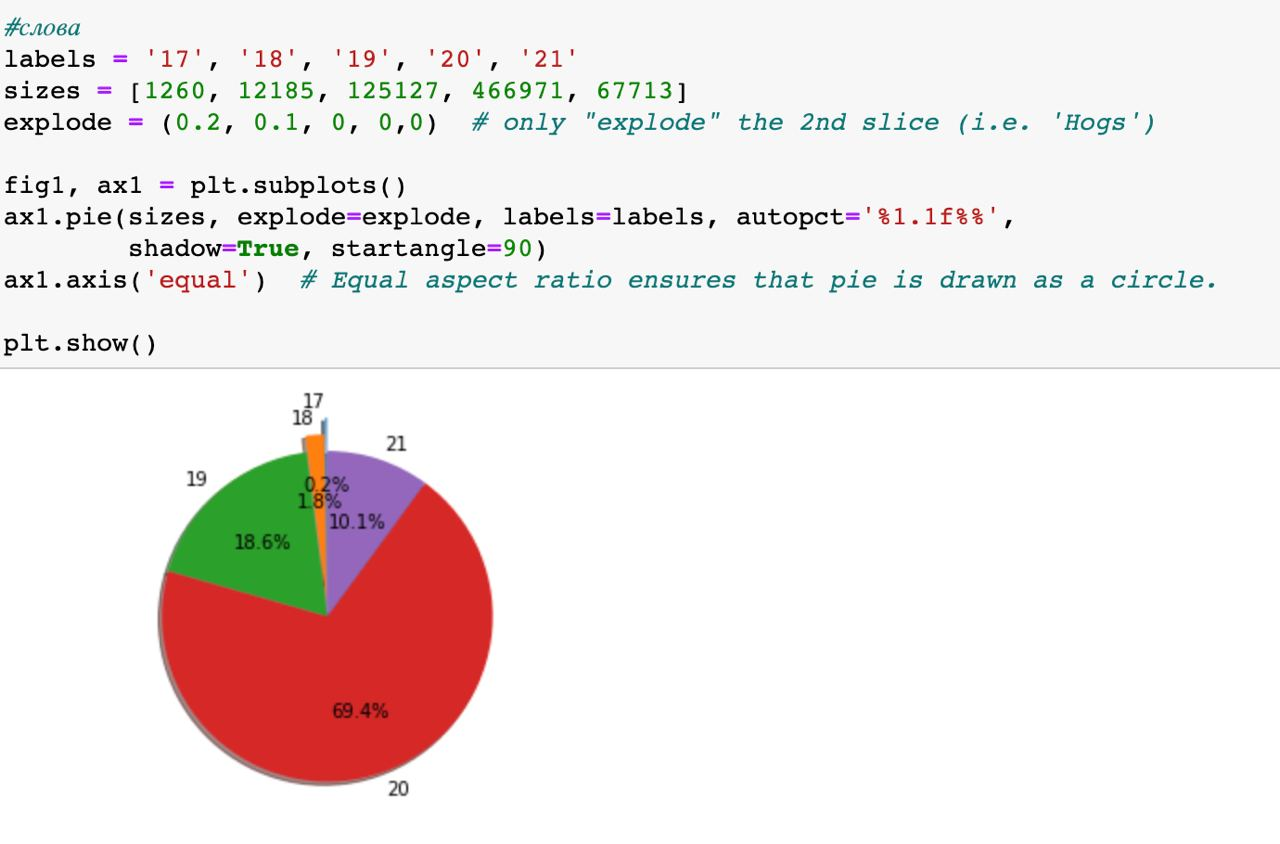 #слова
labels = '17', '18', '19', '20', '21'
sizes = [1260, 12185, 125127, 466971, 67713]
explode = (0.2, 0.1, 0, 0,0)  # only "explode" the 2nd slice (i.e. 'Hogs')
fig1, ax1 = plt.subplots()
ax1.pie(sizes, explode=explode, labels=labels, autopct='%1.1f%%',
        shadow=True, startangle=90)
ax1.axis('equal')  # Equal aspect ratio ensures that pie is drawn as a circle.
plt.show()
17
18
21
19
0.2%
1.8%
10.1%
18.6%
69.4%
20